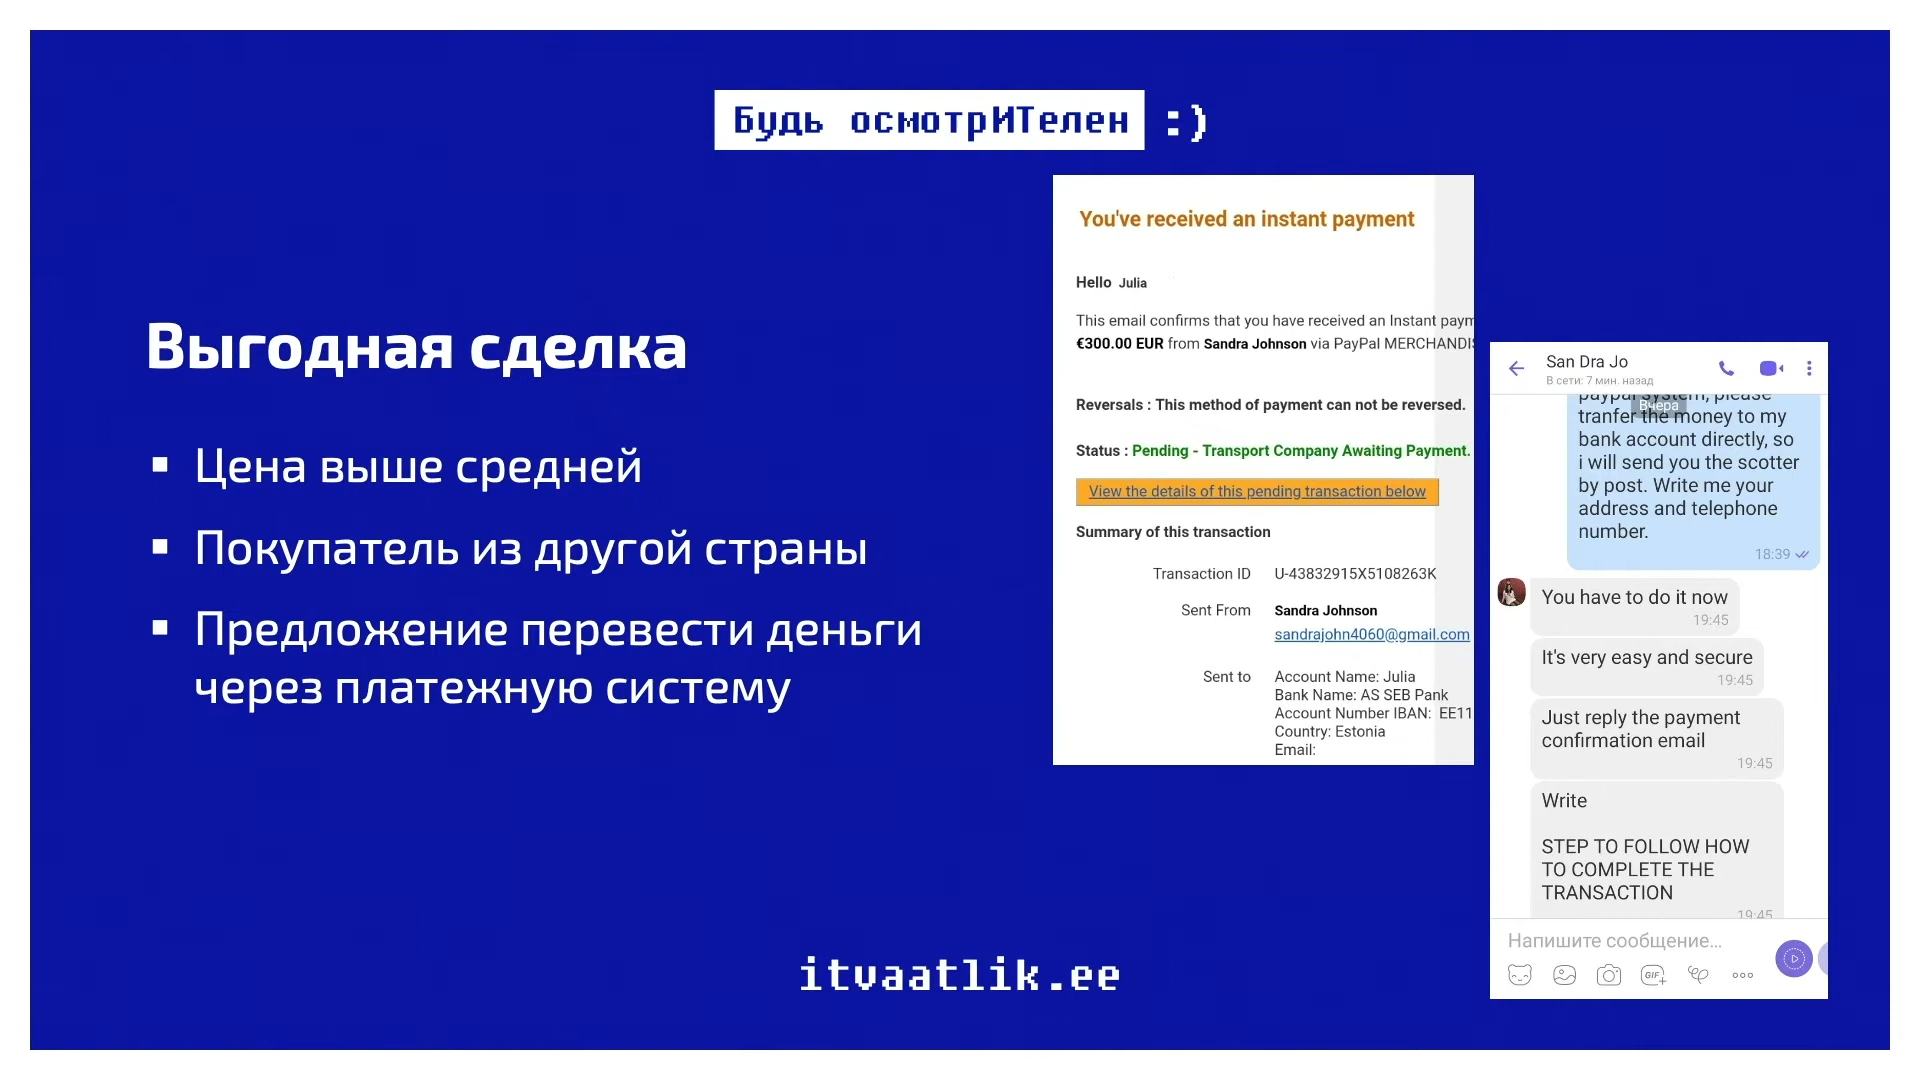 Будь осмотрИТелен :)
Выгодная сделка
Цена выше средней
Покупатель из другой страны
Предложение перевести деньги
через платежную систему
You've received an instant payment
Hello Julia
This email confirms that you have received an Instant paym
€300.00 EUR from Sandra Johnson via PayPal MERCHANDIS
Reversals : This method of payment can not be reversed.
Status : Pending - Transport Company Awaiting Payment.
View the details of this pending transaction below
Summary of this transaction
Transaction ID U-43832915X5108263K
Sent From Sandra Johnson
sandrajohn4060@gmail.com
Sent to Account Name: Julia
Bank Name: AS SEB Pank
Account Number IBAN: EE11
Country: Estonia
Email:
San Dra Jo
В сети: 7 мин. назад
paypal system, please
Вчера
tranfer the money to my
bank account directly, so
i will send you the scotter
by post. Write me your
address and telephone
number.
18:39
You have to do it now
19:45
It's very easy and secure
19:45
Just reply the payment
confirmation email
19:45
Write
STEP TO FOLLOW HOW
TO COMPLETE THE
TRANSACTION
19:45
Напишите сообщение...
GIF
itvaatlik.ee